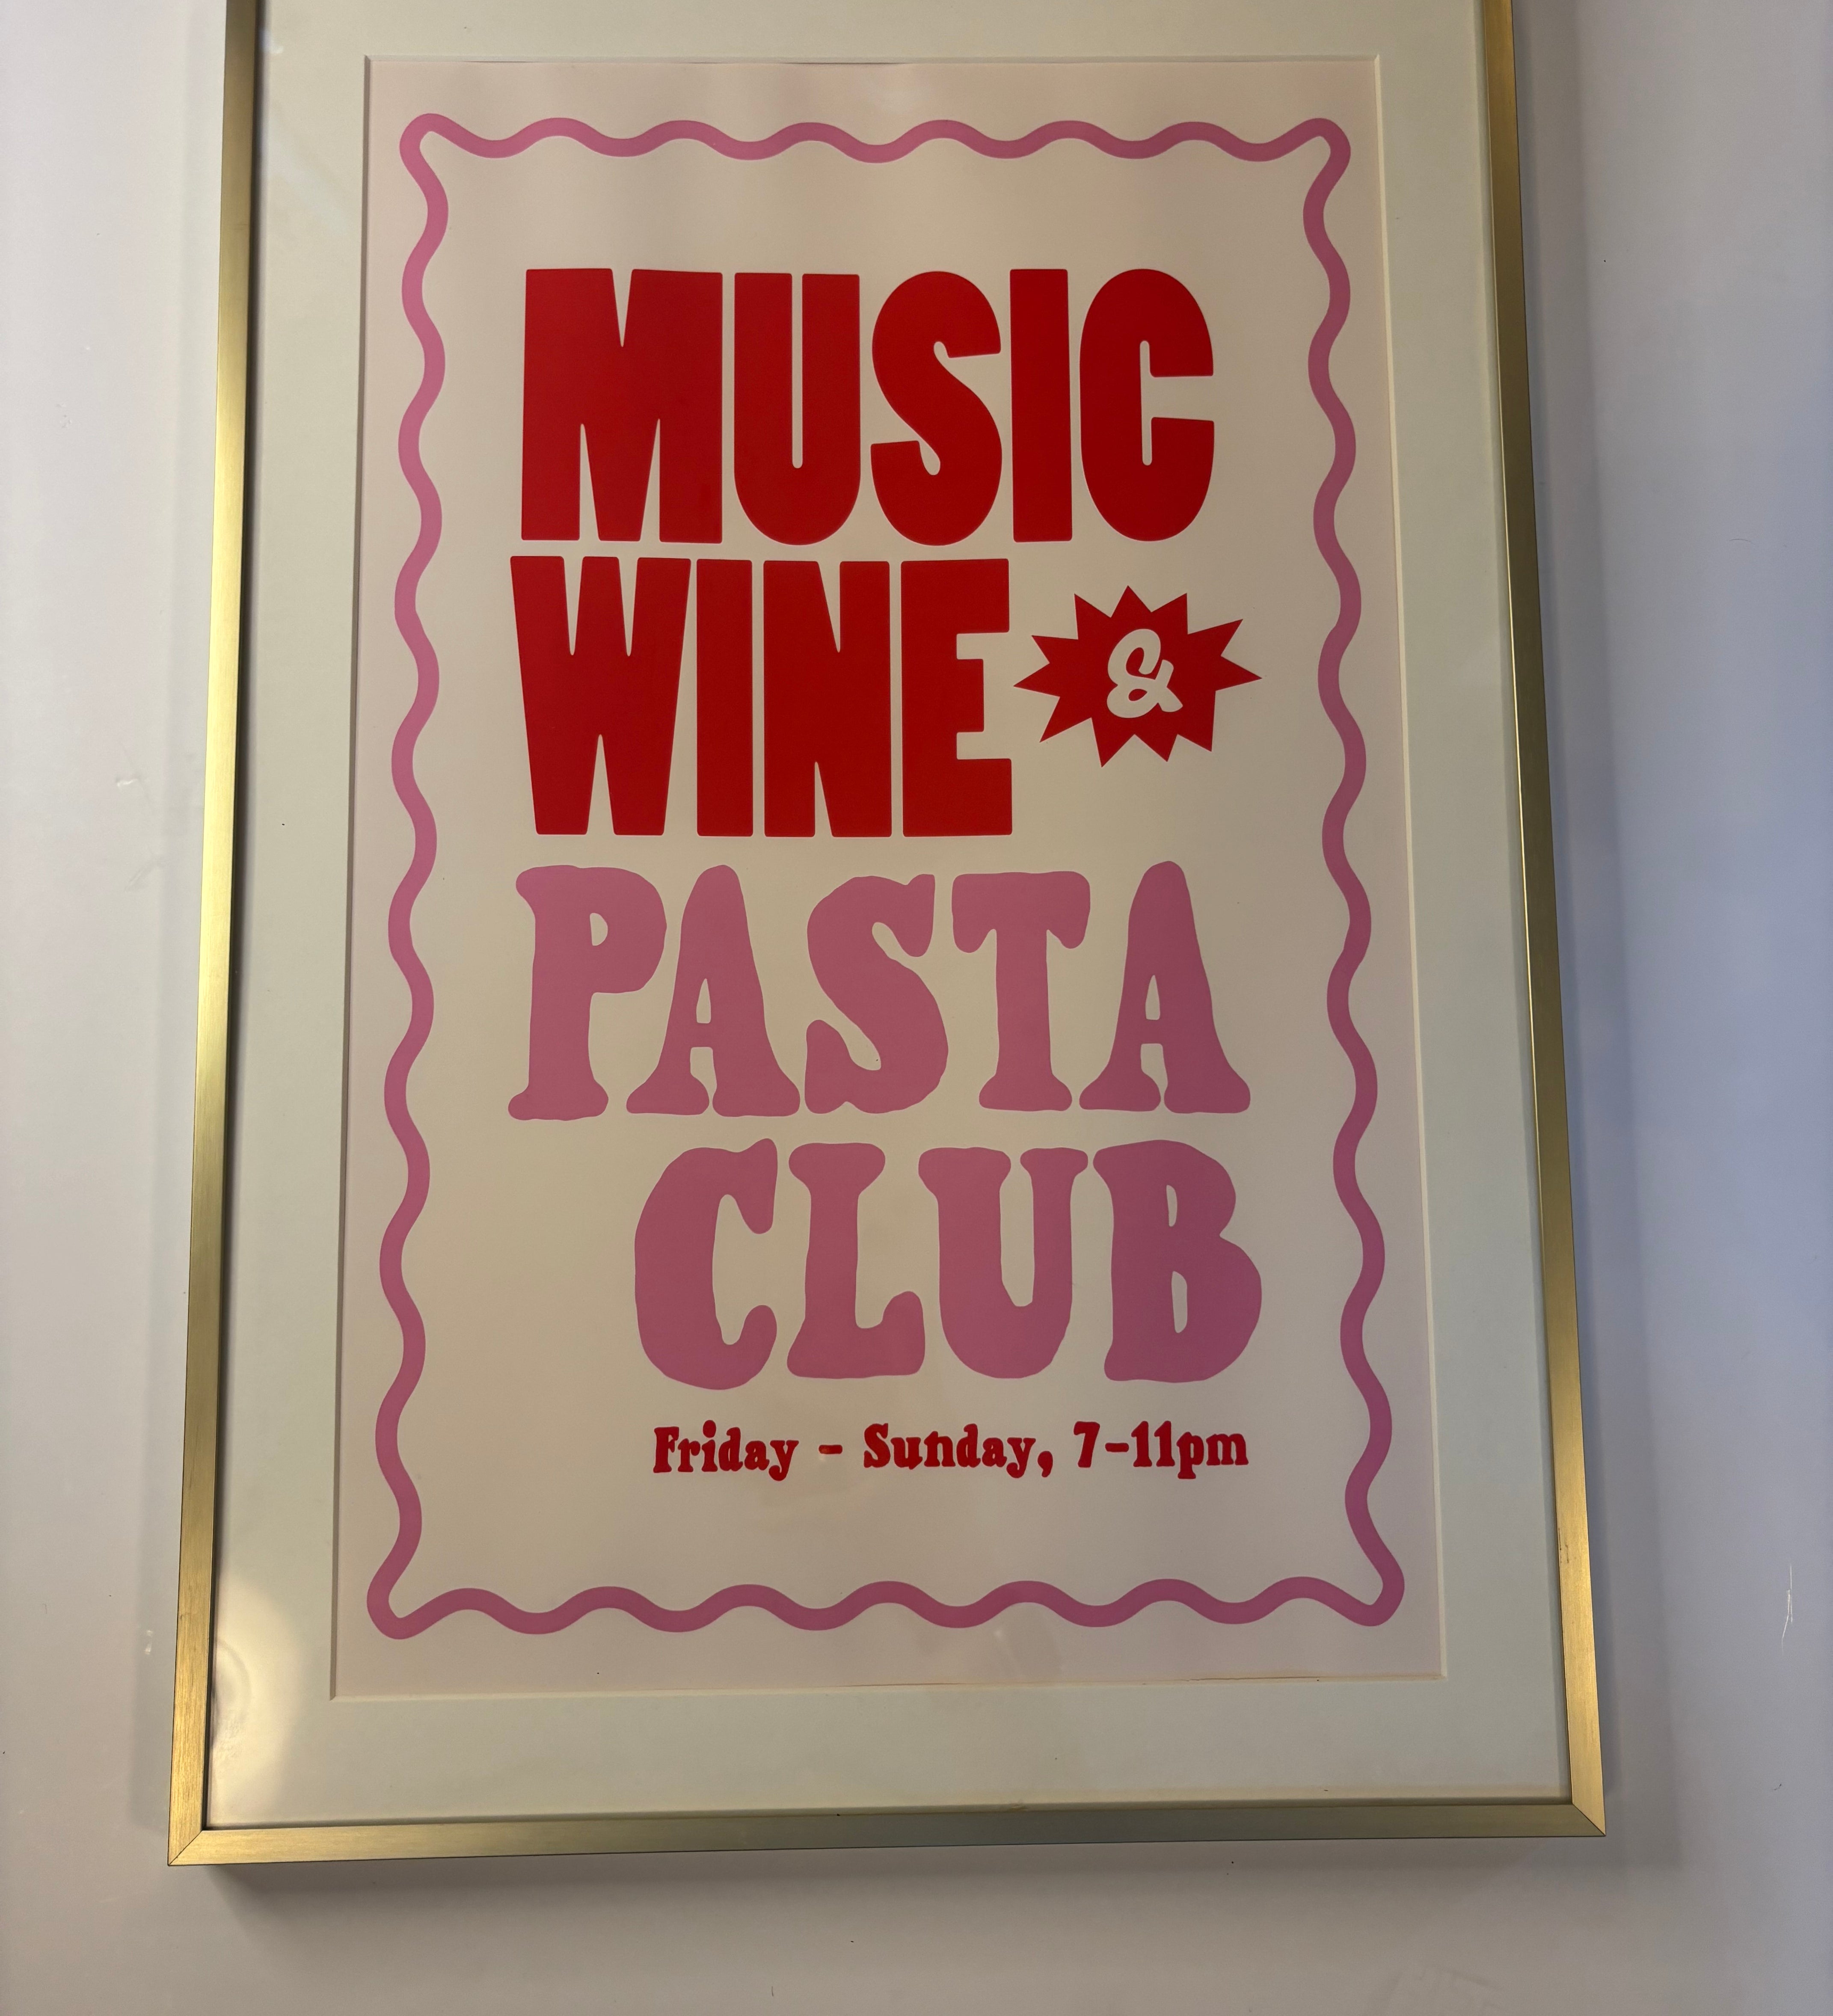 MUSIC
WINE &
PASTA
CLUB
Friday - Sunday, 7-11pm